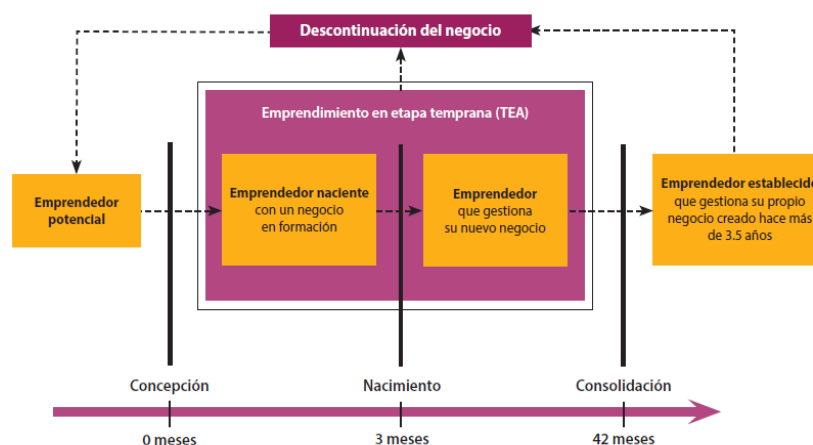 Descontinuación del negocio
Emprendimiento en etapa temprana (TEA)
Emprendedor
potencial
Emprendedor naciente
con un negocio
en formación
Emprendedor
que gestiona
su nuevo negocio
Emprendedor establecido
que gestiona su propio
negocio creado hace más
de 3.5 años
Concepción
Nacimiento
Consolidación
0 meses
3 meses
42 meses